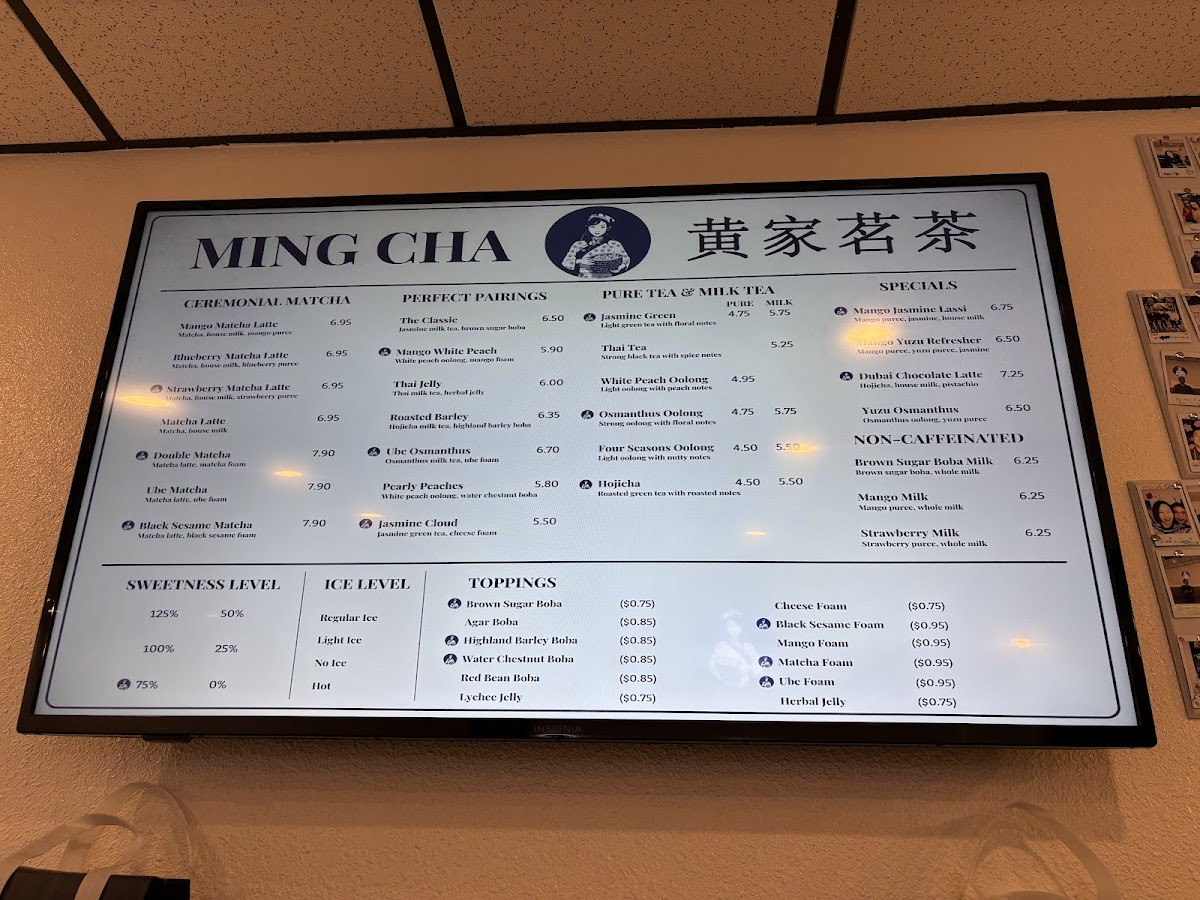 MING CHA
黄家茗茶
CEREMONIAL MATCHA
Mango Matcha Latte 6.95
Matcha, house milk, mango puree
Blueberry Matcha Latte 6.95
Matcha, house milk, blueberry puree
Strawberry Matcha Latte 6.95
Matcha, house milk, strawberry puree
Matcha Latte 6.95
Matcha, house milk
Double Matcha 7.90
Matcha latte, matcha foam
Ube Matcha 7.90
Matcha latte, ube foam
Black Sesame Matcha 7.90
Matcha latte, black sesame foam
PERFECT PAIRINGS
The Classic 6.50
Jasmine milk tea, brown sugar boba
Mango White Peach 5.90
White peach oolong, mango foam
Thai Jelly 6.00
Thai milk tea, herbal jelly
Roasted Barley 6.35
Hojicha milk tea, highland barley boba
Ube Osmanthus 6.70
Osmanthus milk tea, ube foam
Pearly Peaches 5.80
White peach oolong, water chestnut boba
Jasmine Cloud 5.50
Jasmine green tea, cheese foam
PURE TEA & MILK TEA
PURE MILK
Jasmine Green 4.75 5.75
Light green tea with floral notes
Thai Tea 5.25
Strong black tea with spice notes
White Peach Oolong 4.95
Light oolong with peach notes
Osmanthus Oolong 4.75 5.75
Strong oolong with floral notes
Four Seasons Oolong 4.50 5.50
Light oolong with nutty notes
Hojicha 4.50 5.50
Roasted green tea with roasted notes
SPECIALS
Mango Jasmine Lassi 6.75
Mango puree, jasmine, house milk
Mango Yuzu Refresher 6.50
Mango puree, yuzu puree, jasmine
Dubai Chocolate Latte 7.25
Hojicha, house milk, pistachio
Yuzu Osmanthus 6.50
Osmanthus oolong, yuzu puree
NON-CAFFEINATED
Brown Sugar Boba Milk 6.25
Brown sugar boba, whole milk
Mango Milk 6.25
Mango puree, whole milk
Strawberry Milk 6.25
Strawberry puree, whole milk
SWEETNESS LEVEL
125% 50%
100% 25%
75% 0%
ICE LEVEL
Regular Ice
Light Ice
No Ice
Hot
TOPPINGS
Brown Sugar Boba ($0.75)
Agar Boba ($0.85)
Highland Barley Boba ($0.85)
Water Chestnut Boba ($0.85)
Red Bean Boba ($0.85)
Lychee Jelly ($0.75)
Cheese Foam ($0.75)
Black Sesame Foam ($0.95)
Mango Foam ($0.95)
Matcha Foam ($0.95)
Ube Foam ($0.95)
Herbal Jelly ($0.75)
INSIGNIA